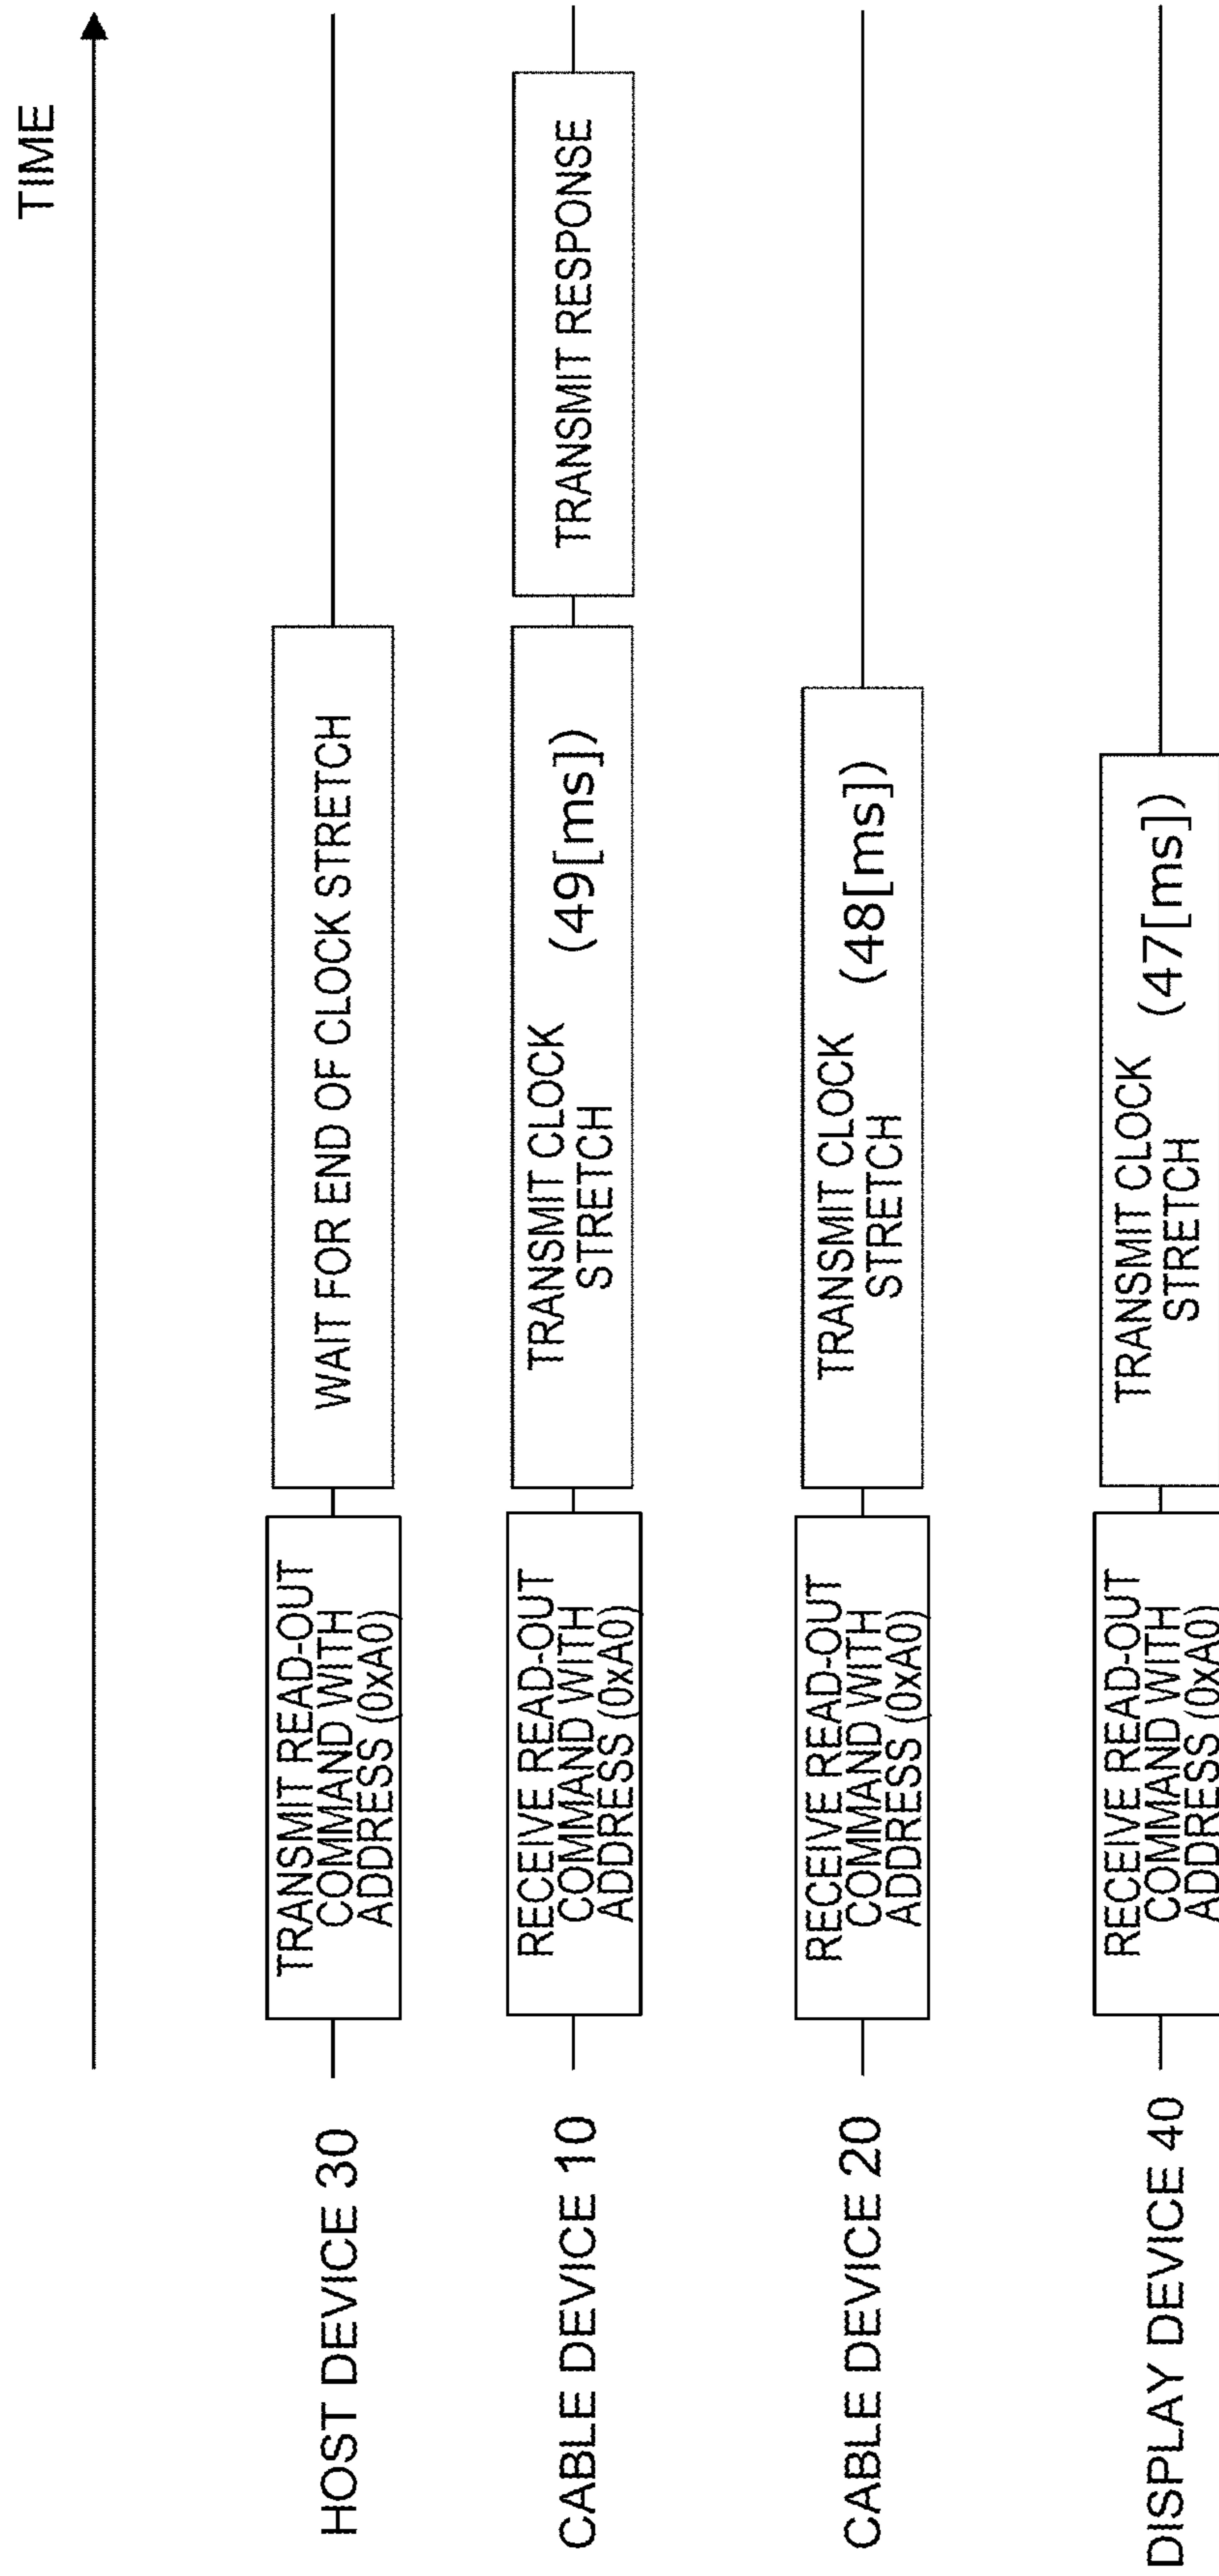 TIME
HOST DEVICE 30
TRANSMIT READ-OUT
COMMAND WITH
ADDRESS (0xA0)
WAIT FOR END OF CLOCK STRETCH
CABLE DEVICE 10
RECEIVE READ-OUT
COMMAND WITH
ADDRESS (0xA0)
TRANSMIT CLOCK
STRETCH
(49[ms])
TRANSMIT RESPONSE
CABLE DEVICE 20
RECEIVE READ-OUT
COMMAND WITH
ADDRESS (0xA0)
TRANSMIT CLOCK
STRETCH
(48[ms])
DISPLAY DEVICE 40
RECEIVE READ-OUT
COMMAND WITH
ADDRESS (0xA0)
TRANSMIT CLOCK
STRETCH
(47[ms])